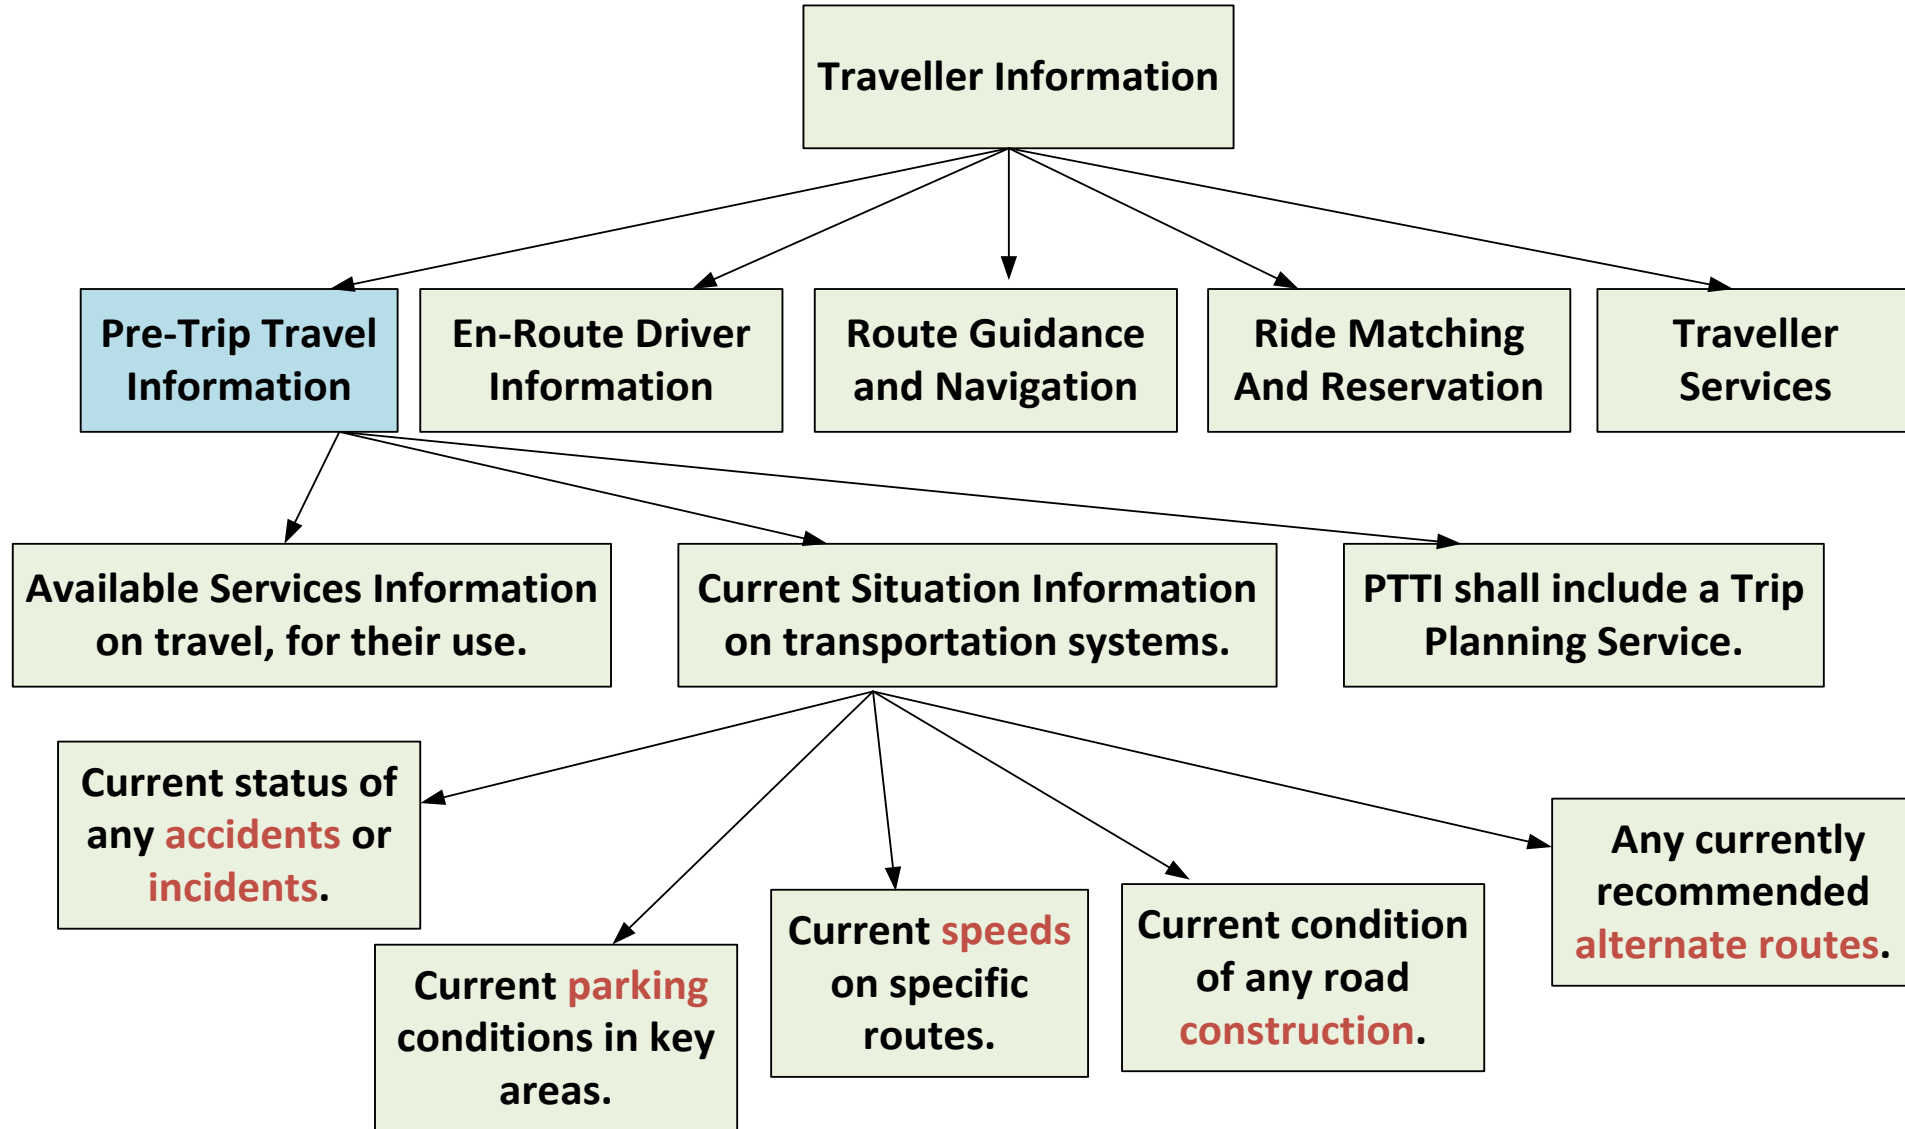 Traveller Information
Pre-Trip Travel
Information
En-Route Driver
Information
Route Guidance
and Navigation
Ride Matching
And Reservation
Traveller
Services
Available Services Information
on travel, for their use.
Current Situation Information
on transportation systems.
PTTI shall include a Trip
Planning Service.
Current status of
any accidents or
incidents.
Current parking
conditions in key
areas.
Current speeds
on specific
routes.
Current condition
of any road
construction.
Any currently
recommended
alternate routes.